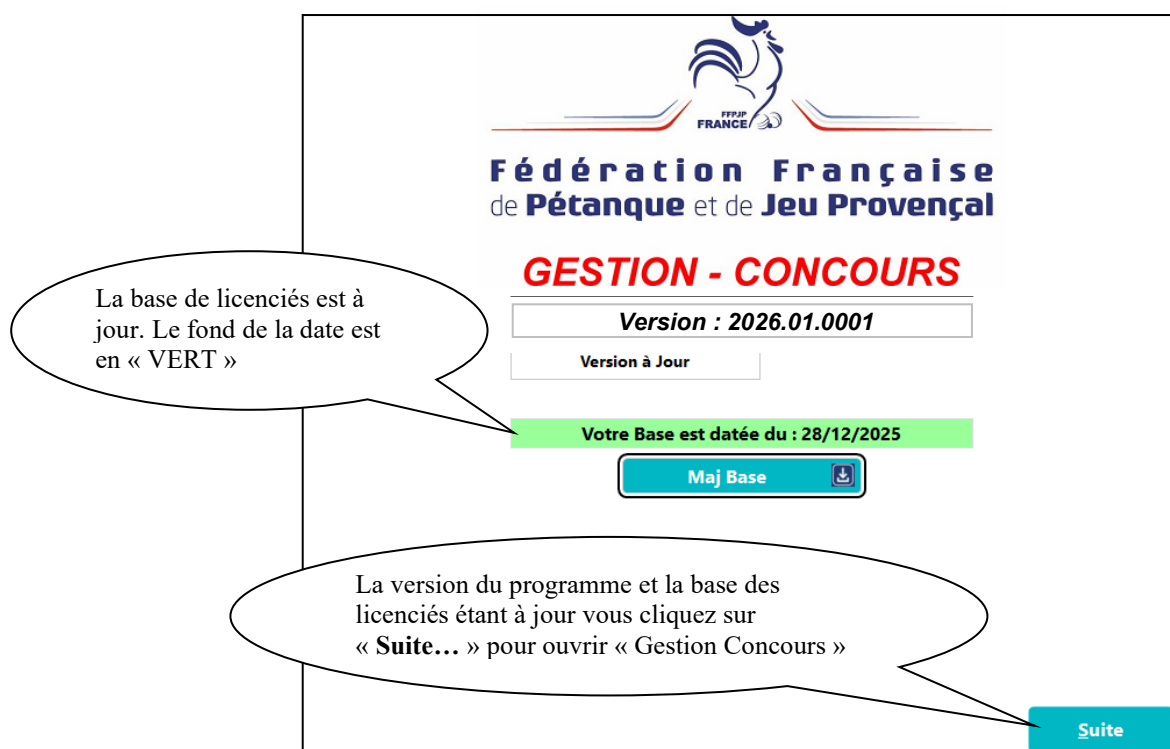 FFPJP
FRANCE
Fédération Française
de Pétanque et de Jeu Provençal
GESTION - CONCOURS
La base de licenciés est à
jour. Le fond de la date est
en « VERT »
Version : 2026.01.0001
Version à Jour
Votre Base est datée du : 28/12/2025
Maj Base
La version du programme et la base des
licenciés étant à jour vous cliquez sur
« Suite… » pour ouvrir « Gestion Concours »
Suite